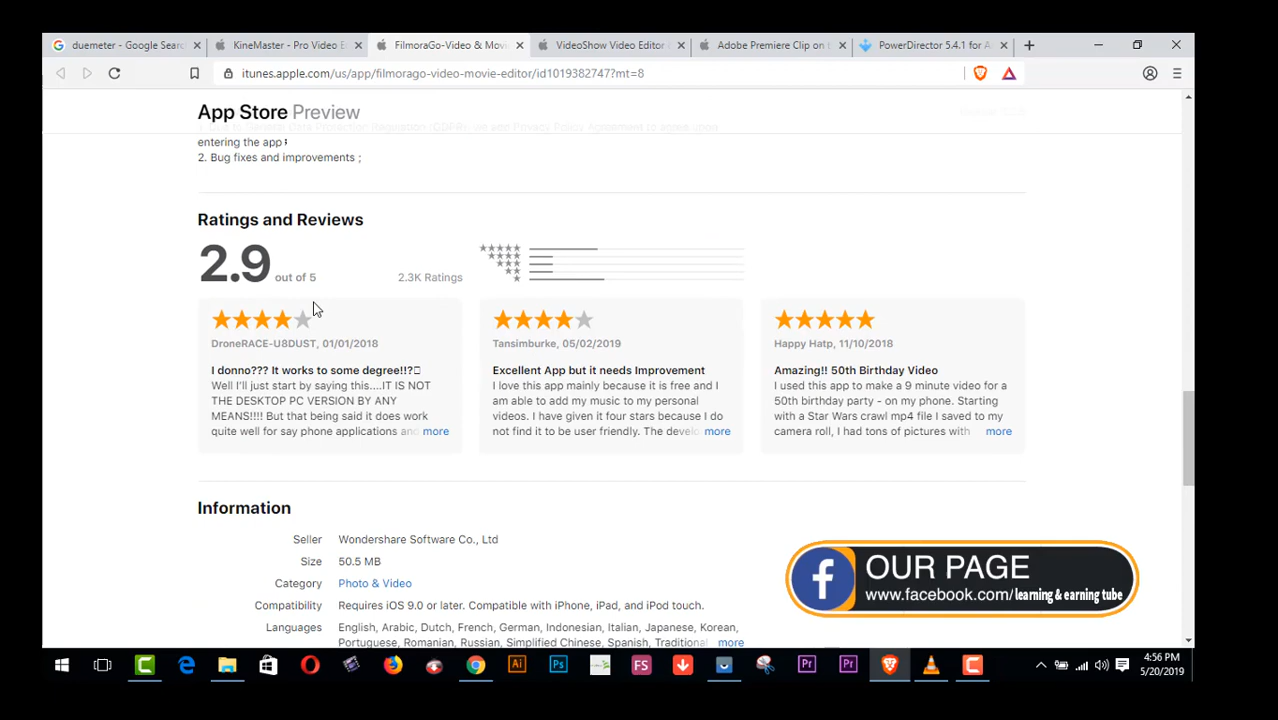 duemeter - Google Searc
KineMaster - Pro Video E
FilmoraGo-Video & Movi
VideoShow Video Editor
Adobe Premiere Clip on t
PowerDirector 5.4.1 for A
itunes.apple.com/us/app/filmorago-video-movie-editor/id1019382747?mt=8
App Store Preview
entering the app
2. Bug fixes and improvements ;
Ratings and Reviews
2.9 out of 5
2.3K Ratings
DroneRACE-U8DUST, 01/01/2018
I donno??? It works to some degree!!?
Well I'll just start by saying this....IT IS NOT
THE DESKTOP PC VERSION BY ANY
MEANS!!!! But that being said it does work
quite well for say phone applications and more
Tansimburke, 05/02/2019
Excellent App but it needs Improvement
I love this app mainly because it is free and I
am able to add my music to my personal
videos. I have given it four stars because I do
not find it to be user friendly. The develo more
Happy Hatp, 11/10/2018
Amazing!! 50th Birthday Video
I used this app to make a 9 minute video for a
50th birthday party - on my phone. Starting
with a Star Wars crawl mp4 file I saved to my
camera roll, I had tons of pictures with more
Information
Seller Wondershare Software Co., Ltd
Size 50.5 MB
Category Photo & Video
Compatibility Requires iOS 9.0 or later. Compatible with iPhone, iPad, and iPod touch.
Languages English, Arabic, Dutch, French, German, Indonesian, Italian, Japanese, Korean,
Portuguese, Romanian, Russian, Simplified Chinese, Spanish, Traditional more
f OUR PAGE
www.facebook.com/learning & earning tube
Ai
Ps
FS
Pr
Pr
4:56 PM
5/20/2019